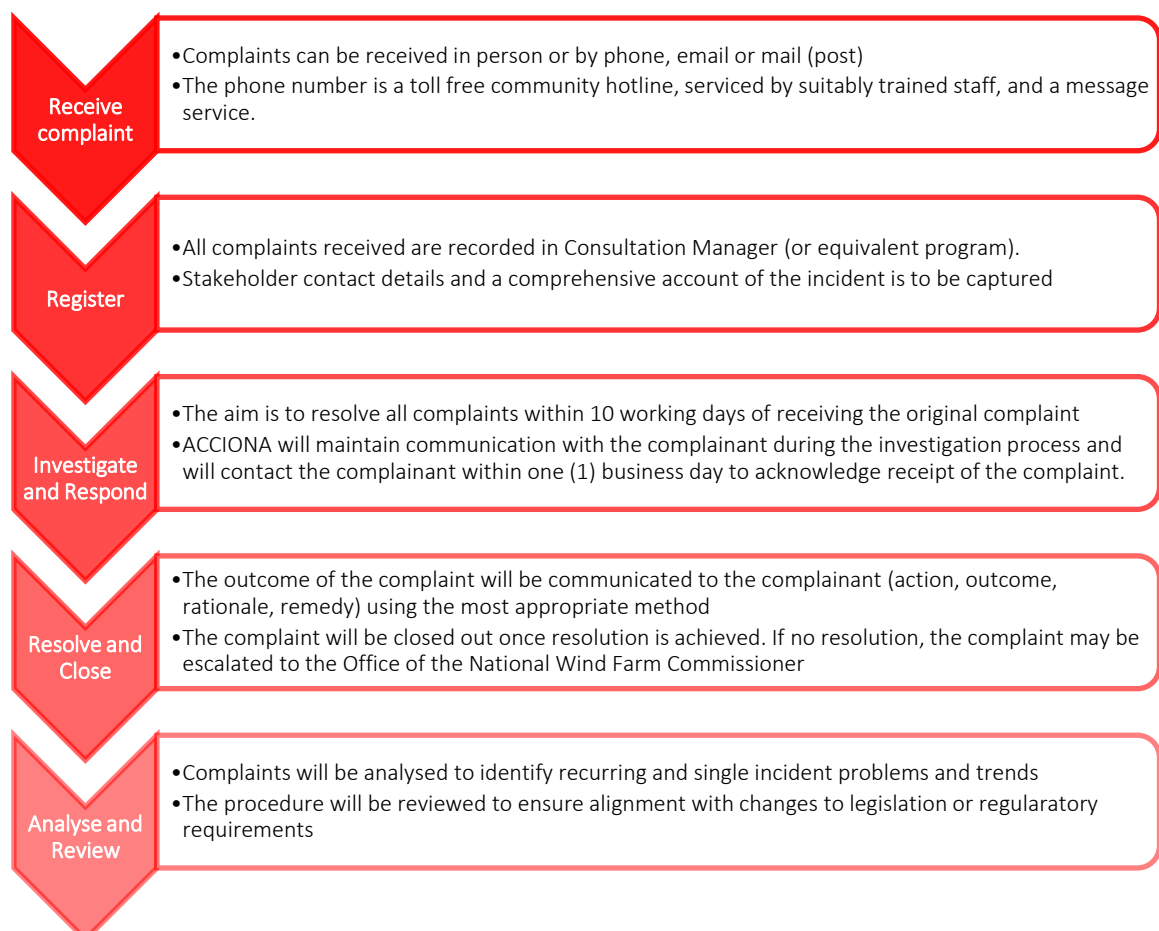 Receive
complaint
•Complaints can be received in person or by phone, email or mail (post)
•The phone number is a toll free community hotline, serviced by suitably trained staff, and a message
service.
Register
•All complaints received are recorded in Consultation Manager (or equivalent program).
•Stakeholder contact details and a comprehensive account of the incident is to be captured
Investigate
and Respond
•The aim is to resolve all complaints within 10 working days of receiving the original complaint
•ACCIONA will maintain communication with the complainant during the investigation process and
will contact the complainant within one (1) business day to acknowledge receipt of the complaint.
Resolve and
Close
•The outcome of the complaint will be communicated to the complainant (action, outcome,
rationale, remedy) using the most appropriate method
•The complaint will be closed out once resolution is achieved. If no resolution, the complaint may be
escalated to the Office of the National Wind Farm Commissioner
Analyse and
Review
•Complaints will be analysed to identify recurring and single incident problems and trends
•The procedure will be reviewed to ensure alignment with changes to legislation or regularatory
requirements